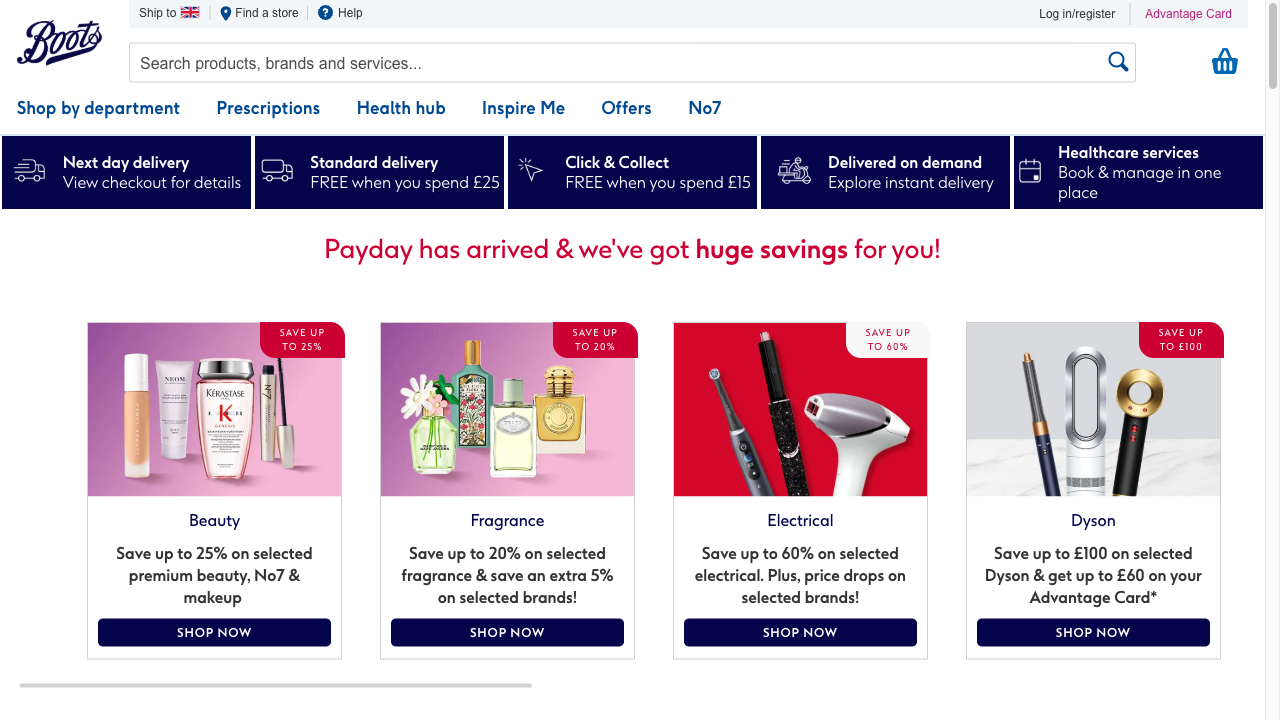 Boots
Ship to
Find a store
Help
Log in/register
Advantage Card
Search products, brands and services...
Shop by department
Prescriptions
Health hub
Inspire Me
Offers
No7
Next day delivery
View checkout for details
Standard delivery
FREE when you spend £25
Click & Collect
FREE when you spend £15
Delivered on demand
Explore instant delivery
Healthcare services
Book & manage in one
place
Payday has arrived & we've got huge savings for you!
SAVE UP
TO 25%
NEOM
KÉRASTASE
K
GENESIS
No7
Beauty
Save up to 25% on selected
premium beauty, No7 &
makeup
SHOP NOW
SAVE UP
TO 20%
GUCCI
Fragrance
Save up to 20% on selected
fragrance & save an extra 5%
on selected brands!
SHOP NOW
SAVE UP
TO 60%
Electrical
Save up to 60% on selected
electrical. Plus, price drops on
selected brands!
SHOP NOW
SAVE UP
TO £100
Dyson
Save up to £100 on selected
Dyson & get up to £60 on your
Advantage Card*
SHOP NOW